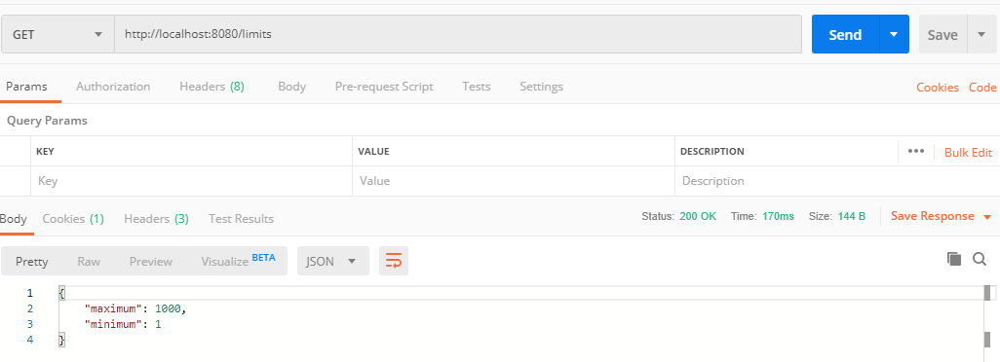 GET http://localhost:8080/limits Send Save
Params Authorization Headers (8) Body Pre-request Script Tests Settings Cookies Code
Query Params
KEY VALUE DESCRIPTION ••• Bulk Edit
Key Value Description
Body Cookies (1) Headers (3) Test Results Status: 200 OK Time: 170ms Size: 144 B Save Response
Pretty Raw Preview Visualize BETA JSON
1 {
2 "maximum": 1000,
3 "minimum": 1
4 }